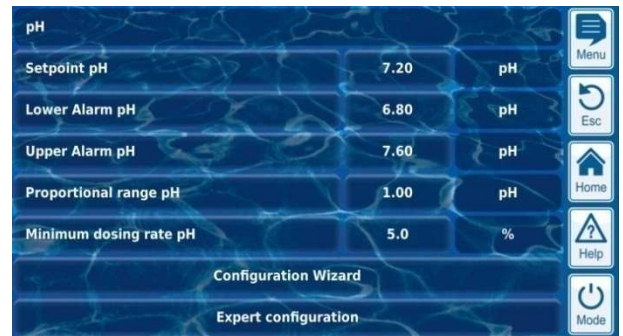 pH
Setpoint pH 7.20 pH
Lower Alarm pH 6.80 pH
Upper Alarm pH 7.60 pH
Proportional range pH 1.00 pH
Minimum dosing rate pH 5.0 %
Configuration Wizard
Expert configuration
Menu
Esc
Home
?
Help
Mode